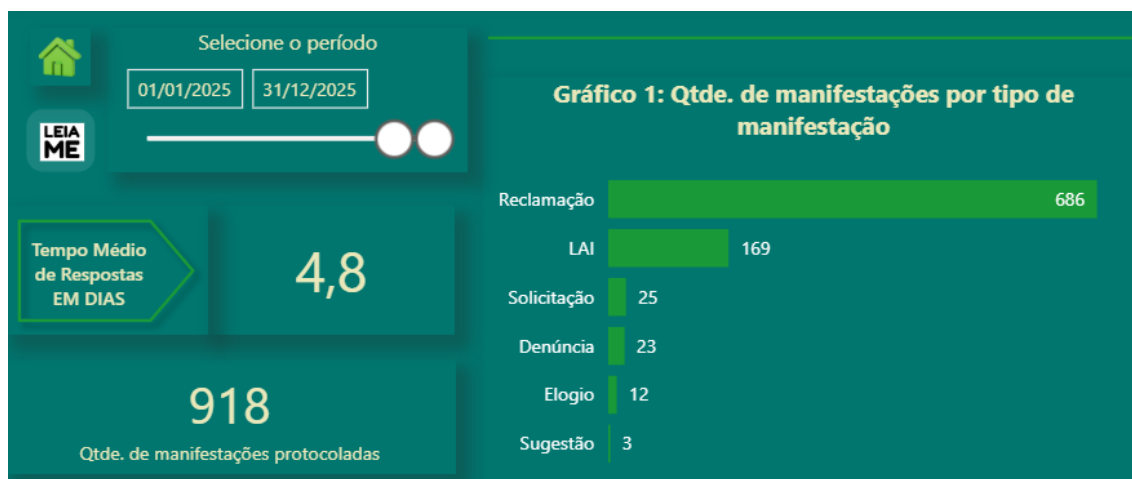 Selecione o período
01/01/2025 31/12/2025
LEIA
ME
Tempo Médio
de Respostas
EM DIAS
4,8
918
Qtde. de manifestações protocoladas
Gráfico 1: Qtde. de manifestações por tipo de
manifestação
Reclamação 686
LAI 169
Solicitação 25
Denúncia 23
Elogio 12
Sugestão 3